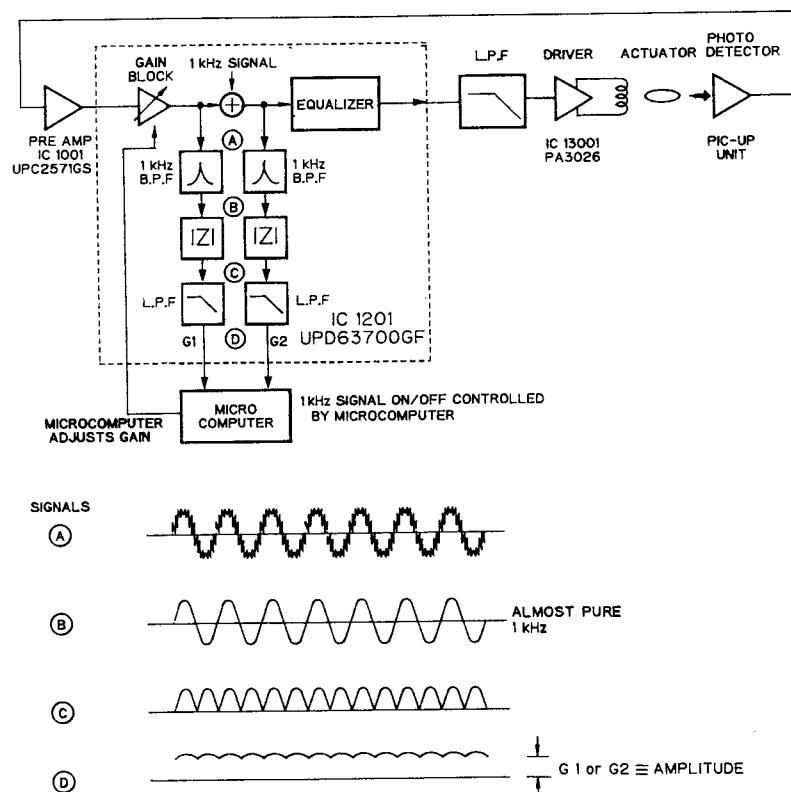 GAIN
BLOCK
1 kHz SIGNAL
+
EQUALIZER
L.P.F
DRIVER
ACTUATOR
PHOTO
DETECTOR
PRE AMP
IC 1001
UPC2571GS
IC 13001
PA3026
PIC-UP
UNIT
A
1 kHz
B.P.F
1 kHz
B.P.F
B
|Z|
|Z|
C
L.P.F
L.P.F
IC 1201
UPD63700GF
G1
D
G2
MICRO
COMPUTER
1 kHz SIGNAL ON/OFF CONTROLLED
BY MICROCOMPUTER
MICROCOMPUTER
ADJUSTS GAIN
SIGNALS
A
B
ALMOST PURE
1 kHz
C
D
G 1 or G2 ≡ AMPLITUDE